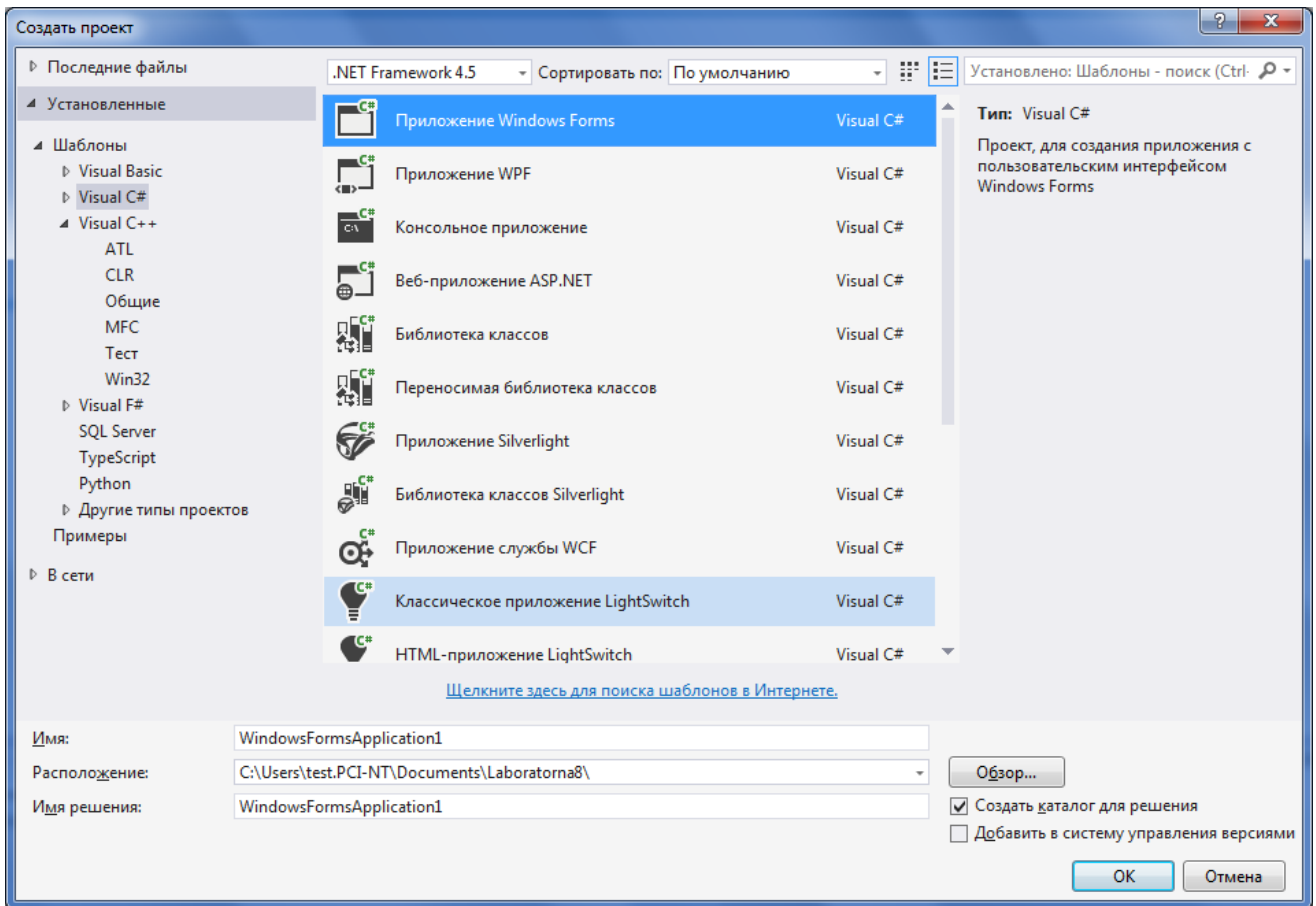 Создать проект
Последние файлы
Установленные
Шаблоны
Visual Basic
Visual C#
Visual C++
ATL
CLR
Общие
MFC
Тест
Win32
Visual F#
SQL Server
TypeScript
Python
Другие типы проектов
Примеры
В сети
.NET Framework 4.5 Сортировать по: По умолчанию
Приложение Windows Forms Visual C#
Приложение WPF Visual C#
Консольное приложение Visual C#
Веб-приложение ASP.NET Visual C#
Библиотека классов Visual C#
Переносимая библиотека классов Visual C#
Приложение Silverlight Visual C#
Библиотека классов Silverlight Visual C#
Приложение службы WCF Visual C#
Классическое приложение LightSwitch Visual C#
HTML-приложение LightSwitch Visual C#
Щелкните здесь для поиска шаблонов в Интернете.
Установлено: Шаблоны - поиск (Ctrl-
Тип: Visual C#
Проект, для создания приложения с
пользовательским интерфейсом
Windows Forms
Имя: WindowsFormsApplication1
Расположение: C:\Users\test.PCI-NT\Documents\Laboratorna8\
Обзор...
Имя решения: WindowsFormsApplication1
Создать каталог для решения
Добавить в систему управления версиями
ОК Отмена